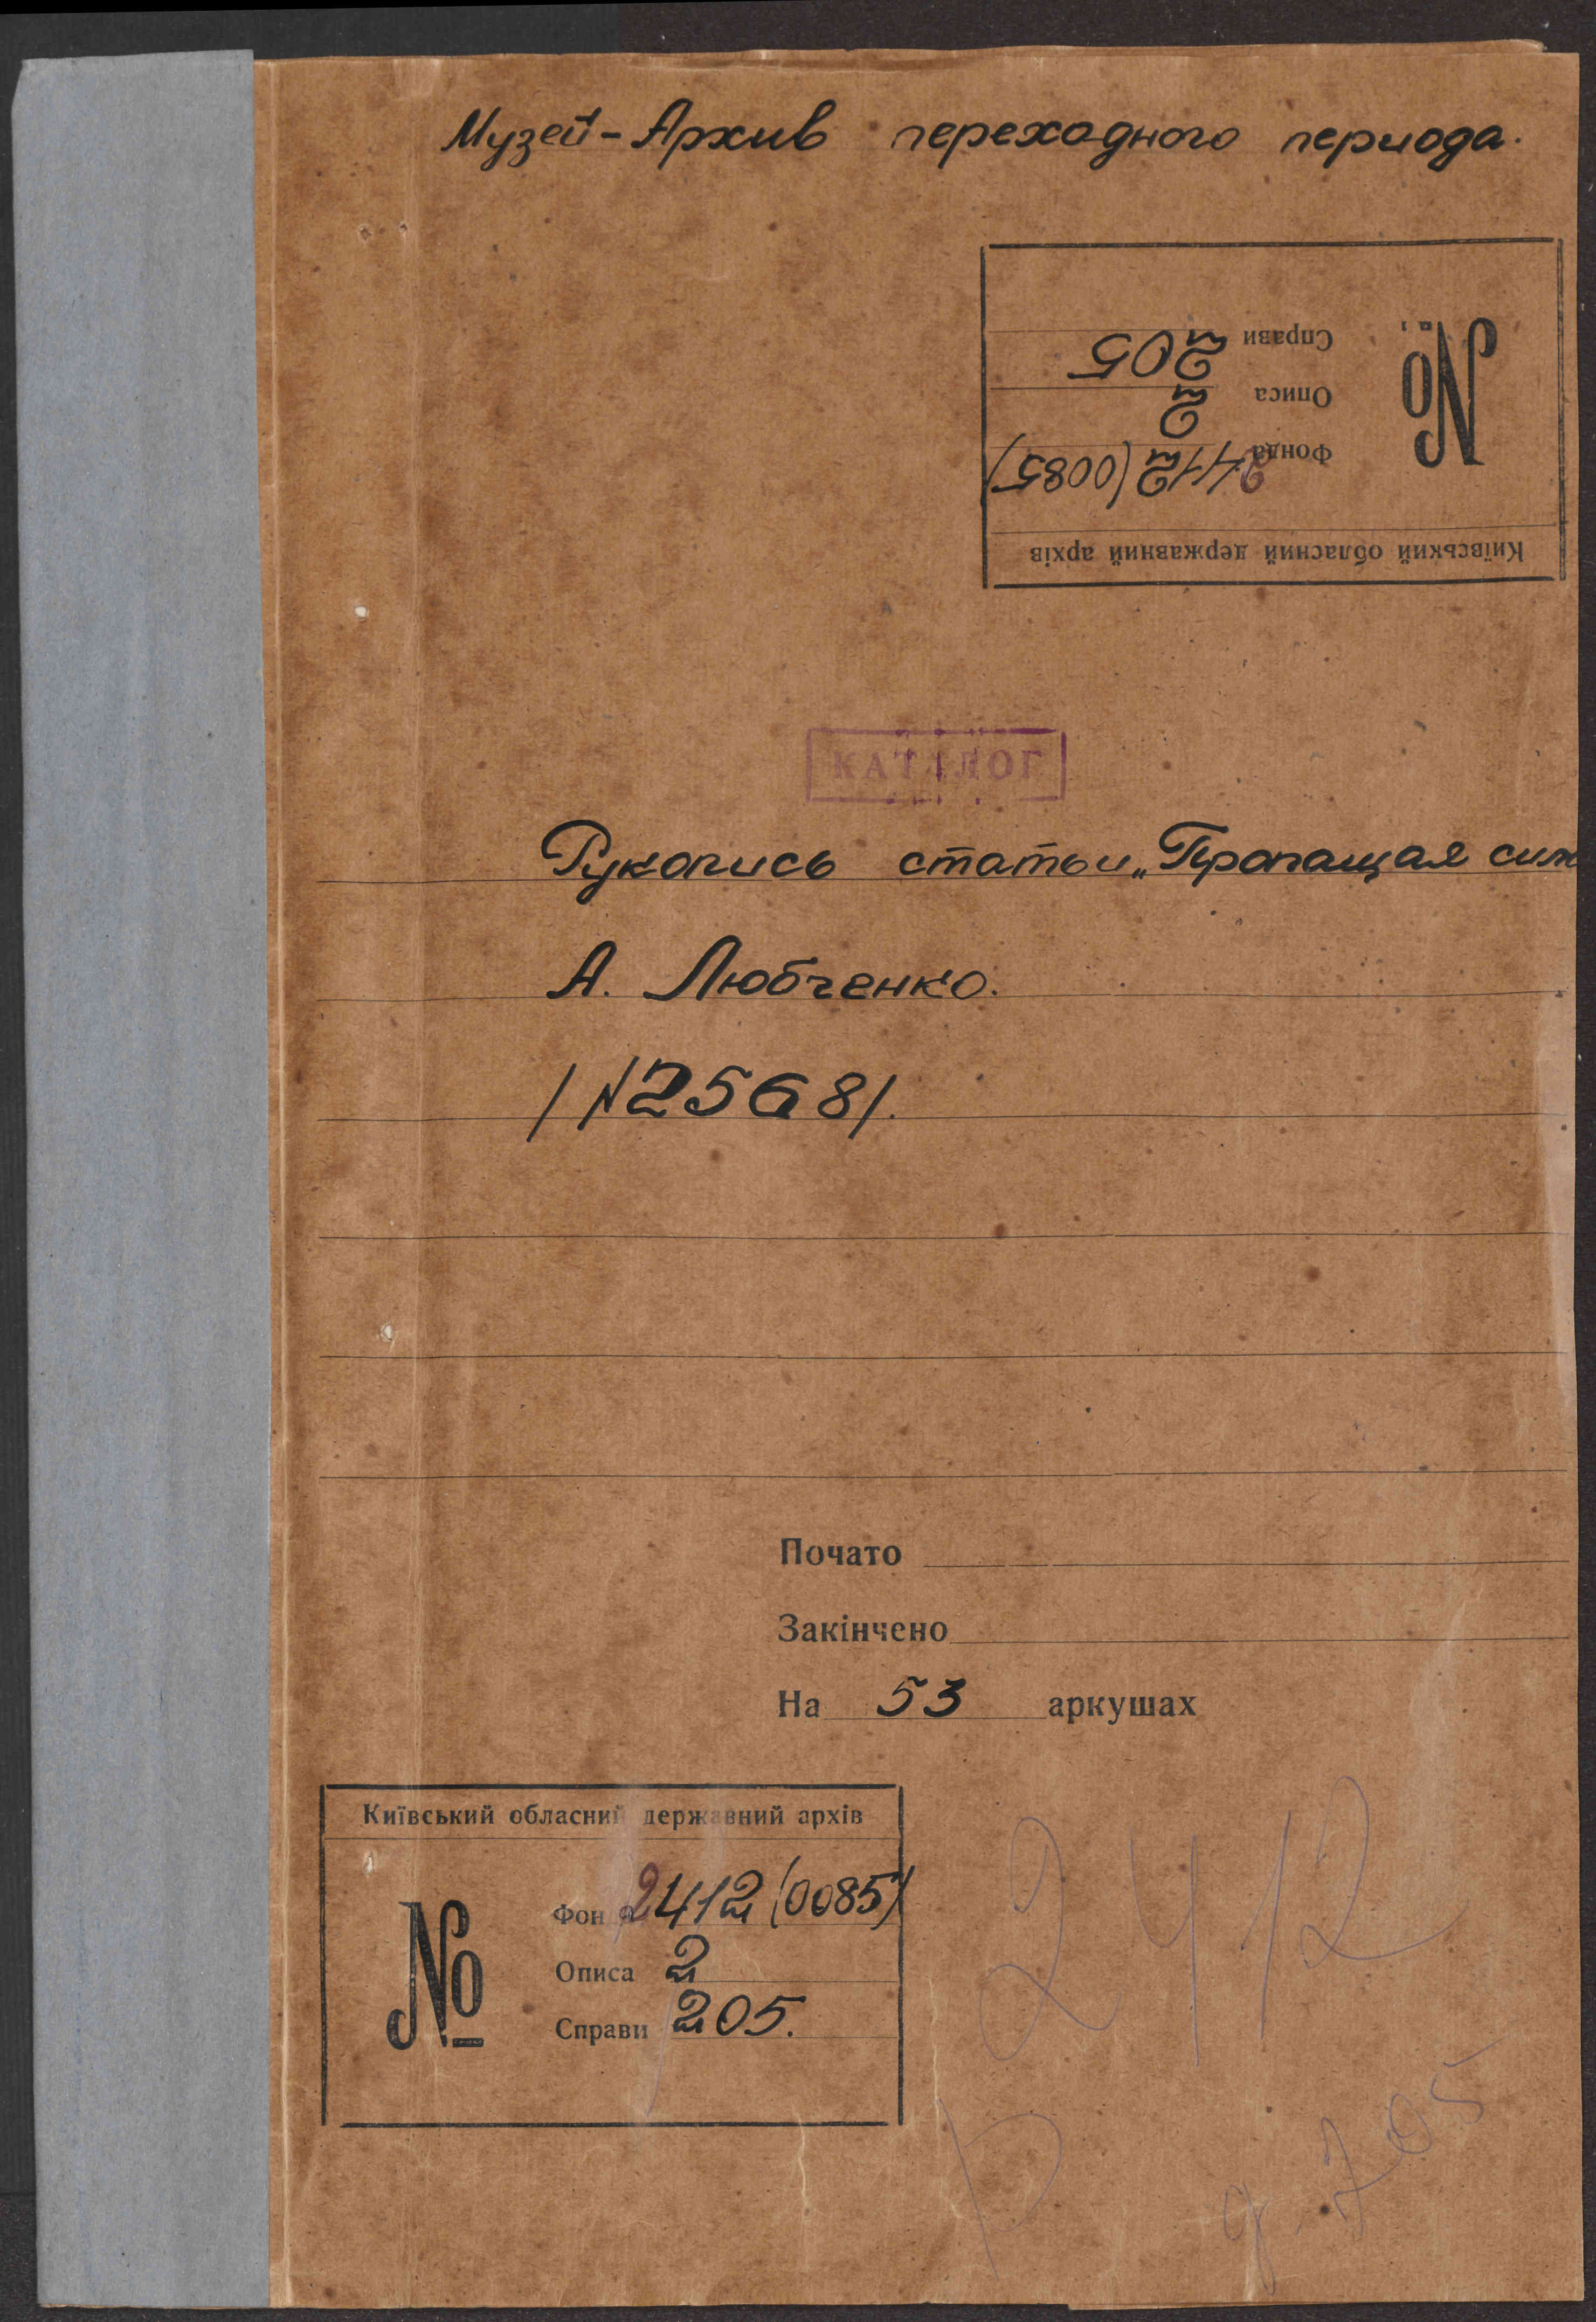 Музей-Архив переходного периода.
Київський обласний державний архів
№
Фонда 2412 (0085)
Описа 2
Справи 205
КАТАЛОГ
Рукопись статьи „Пропащая сил
А. Любченко.
/N2568/.
Почато
Закінчено
На 53 аркушах
Київський обласний державний архів
№
Фон 2412 (0085)
Описа 2
Справи 205.
2412